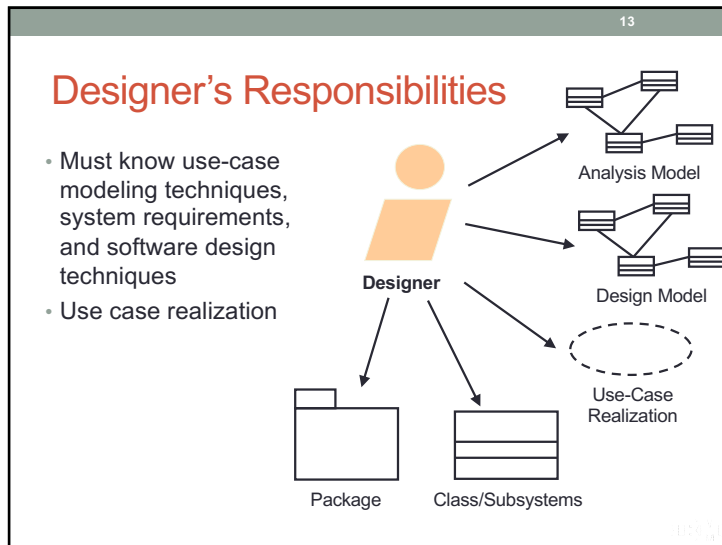 13
Designer's Responsibilities
• Must know use-case
modeling techniques,
system requirements,
and software design
techniques
• Use case realization
Designer
Analysis Model
Design Model
Use-Case
Realization
Package
Class/Subsystems